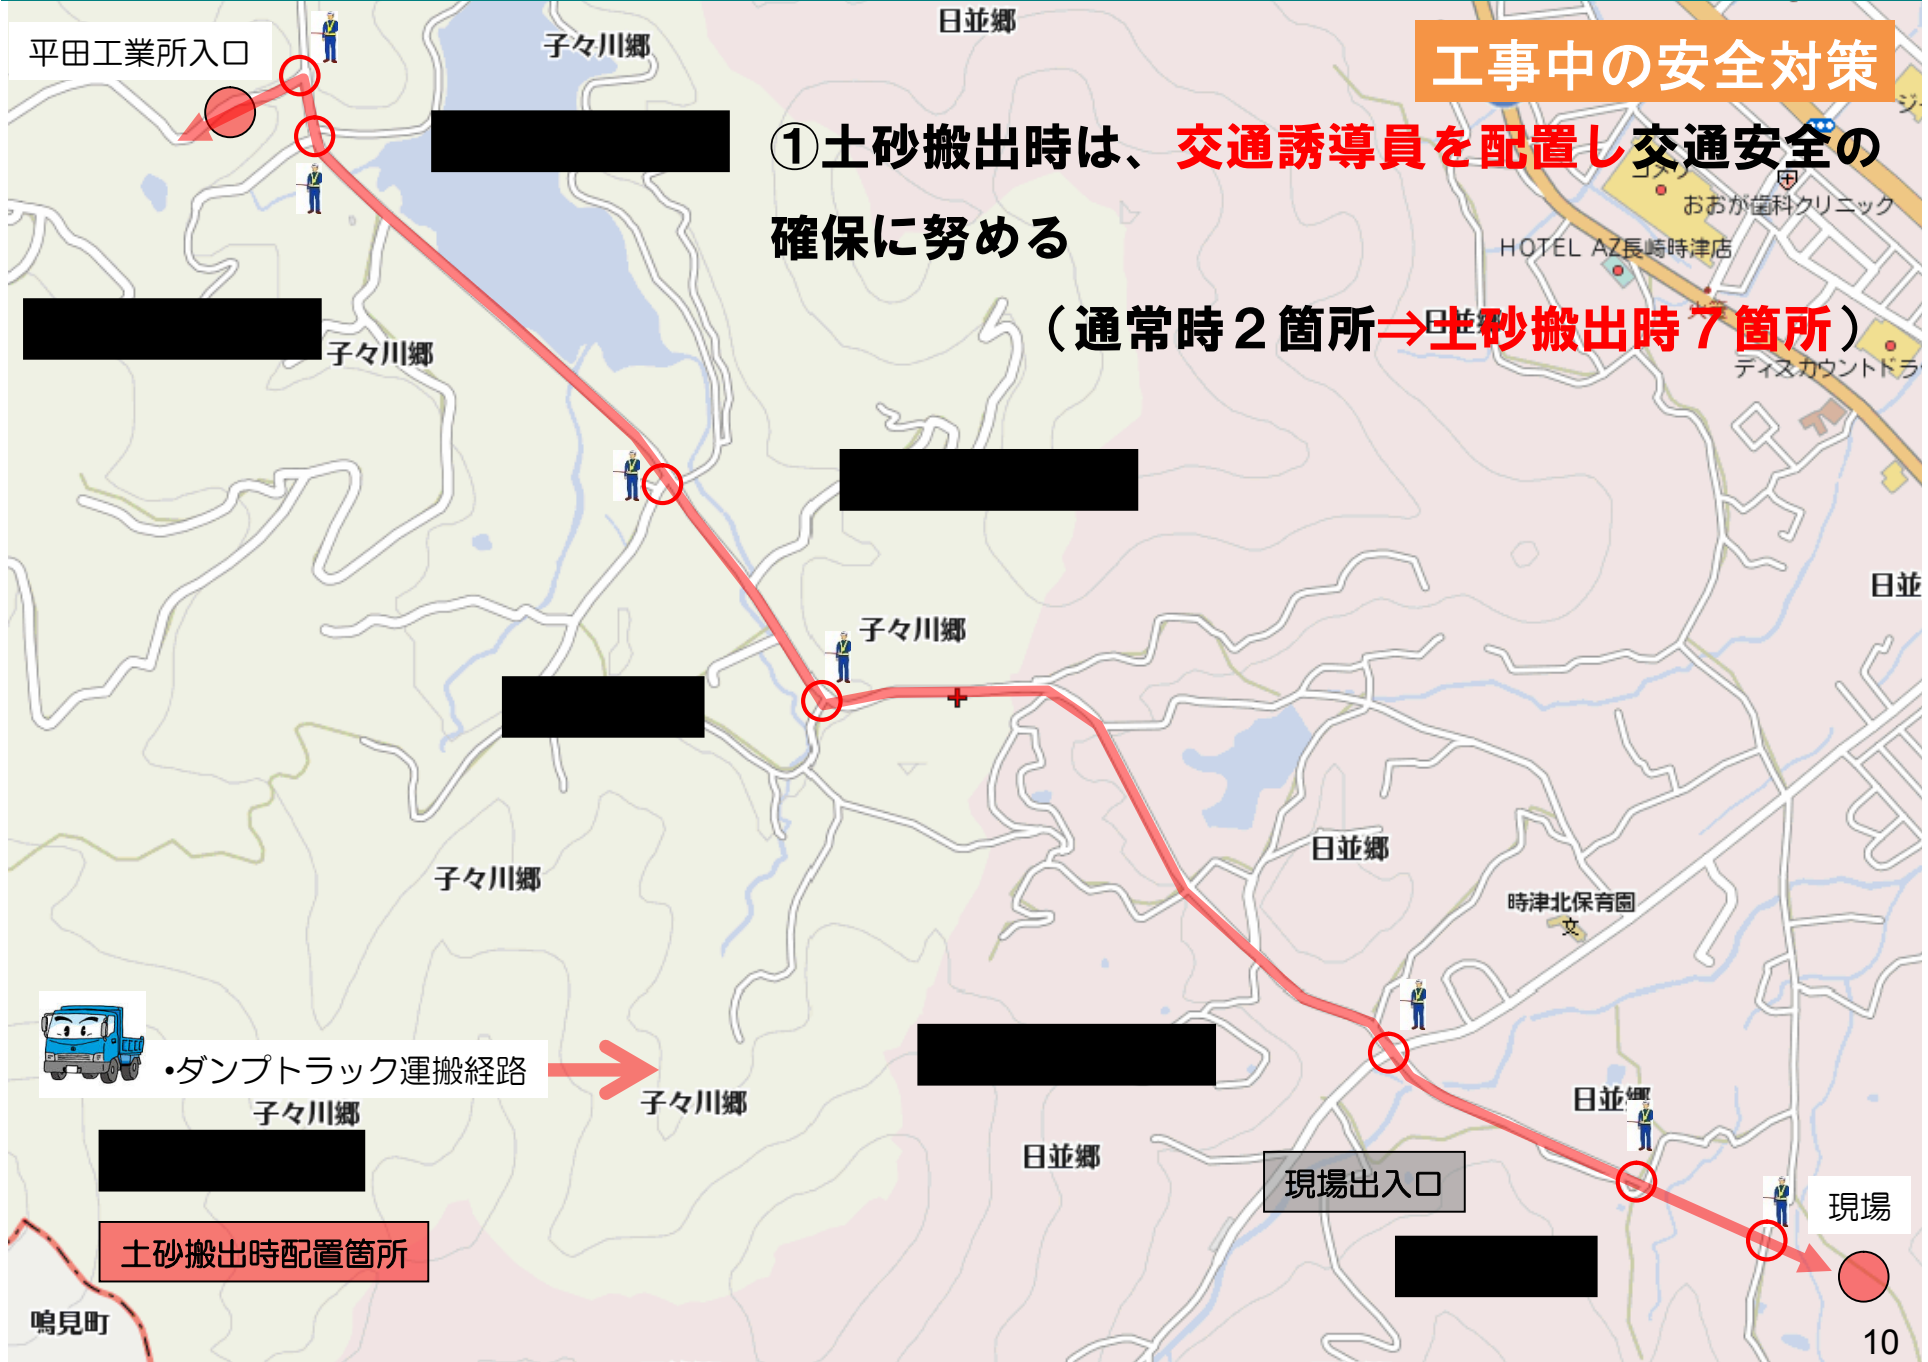 日並郷
平田工業所入口
子々川郷
工事中の安全対策
①土砂搬出時は、交通誘導員を配置し交通安全の
確保に努める
おおが歯科クリニック
HOTEL AZ長崎時津店
（通常時２箇所⇒土砂搬出時７箇所）
日並郷
子々川郷
ディスカウントドラ
日並
子々川郷
日並郷
子々川郷
時津北保育園
文
•ダンプトラック運搬経路
子々川郷
子々川郷
日並郷
日並郷
現場出入口
現場
土砂搬出時配置箇所
鳴見町
10